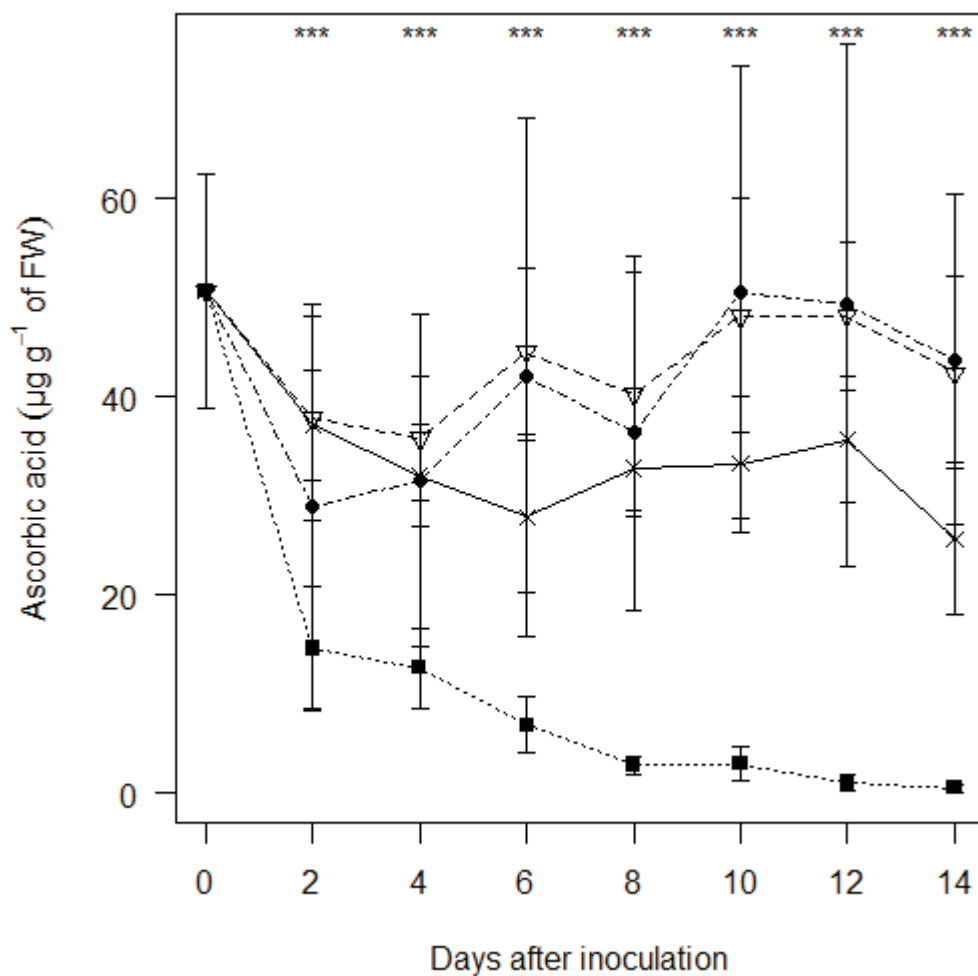 *** *** *** *** *** *** ***
60
40
20
0
Ascorbic acid (µg g⁻¹ of FW)
0 2 4 6 8 10 12 14
Days after inoculation